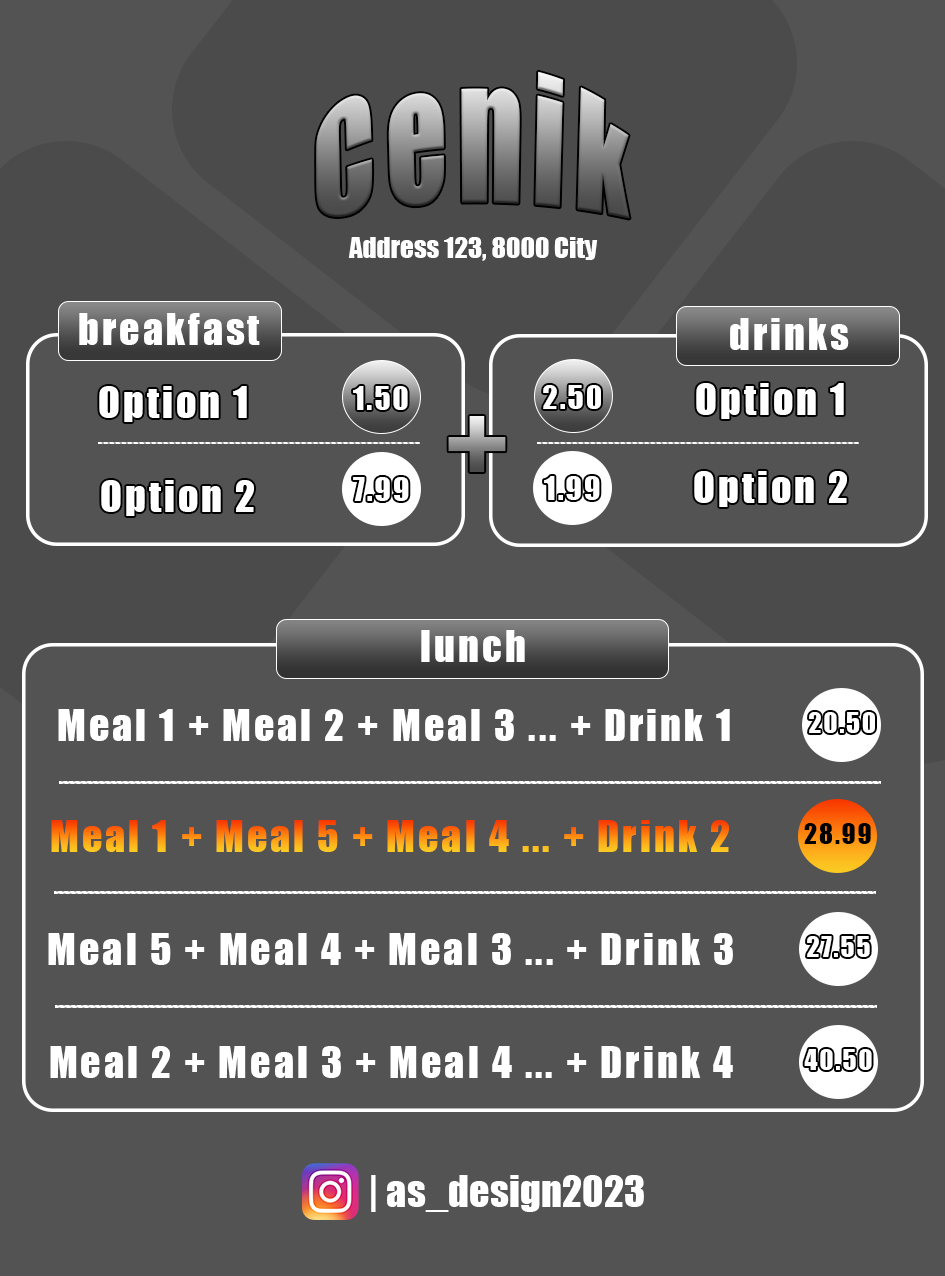 cenik
Address 123, 8000 City
breakfast
Option 1 1.50
Option 2 7.99
+
drinks
2.50 Option 1
1.99 Option 2
lunch
Meal 1 + Meal 2 + Meal 3 ... + Drink 1 20.50
Meal 1 + Meal 5 + Meal 4 ... + Drink 2 28.99
Meal 5 + Meal 4 + Meal 3 ... + Drink 3 27.55
Meal 2 + Meal 3 + Meal 4 ... + Drink 4 40.50
| as_design2023